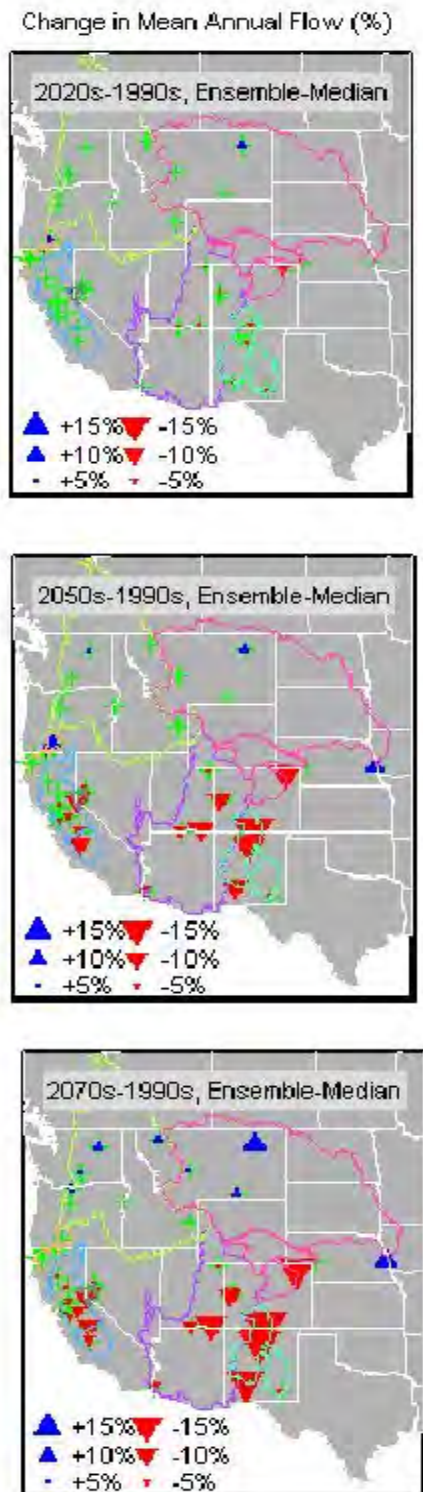 Change in Mean Annual Flow (%)
2020s-1990s, Ensemble-Median
+15% -15%
+10% -10%
+5% -5%
2050s-1990s, Ensemble-Median
+15% -15%
+10% -10%
+5% -5%
2070s-1990s, Ensemble-Median
+15% -15%
+10% -10%
+5% -5%